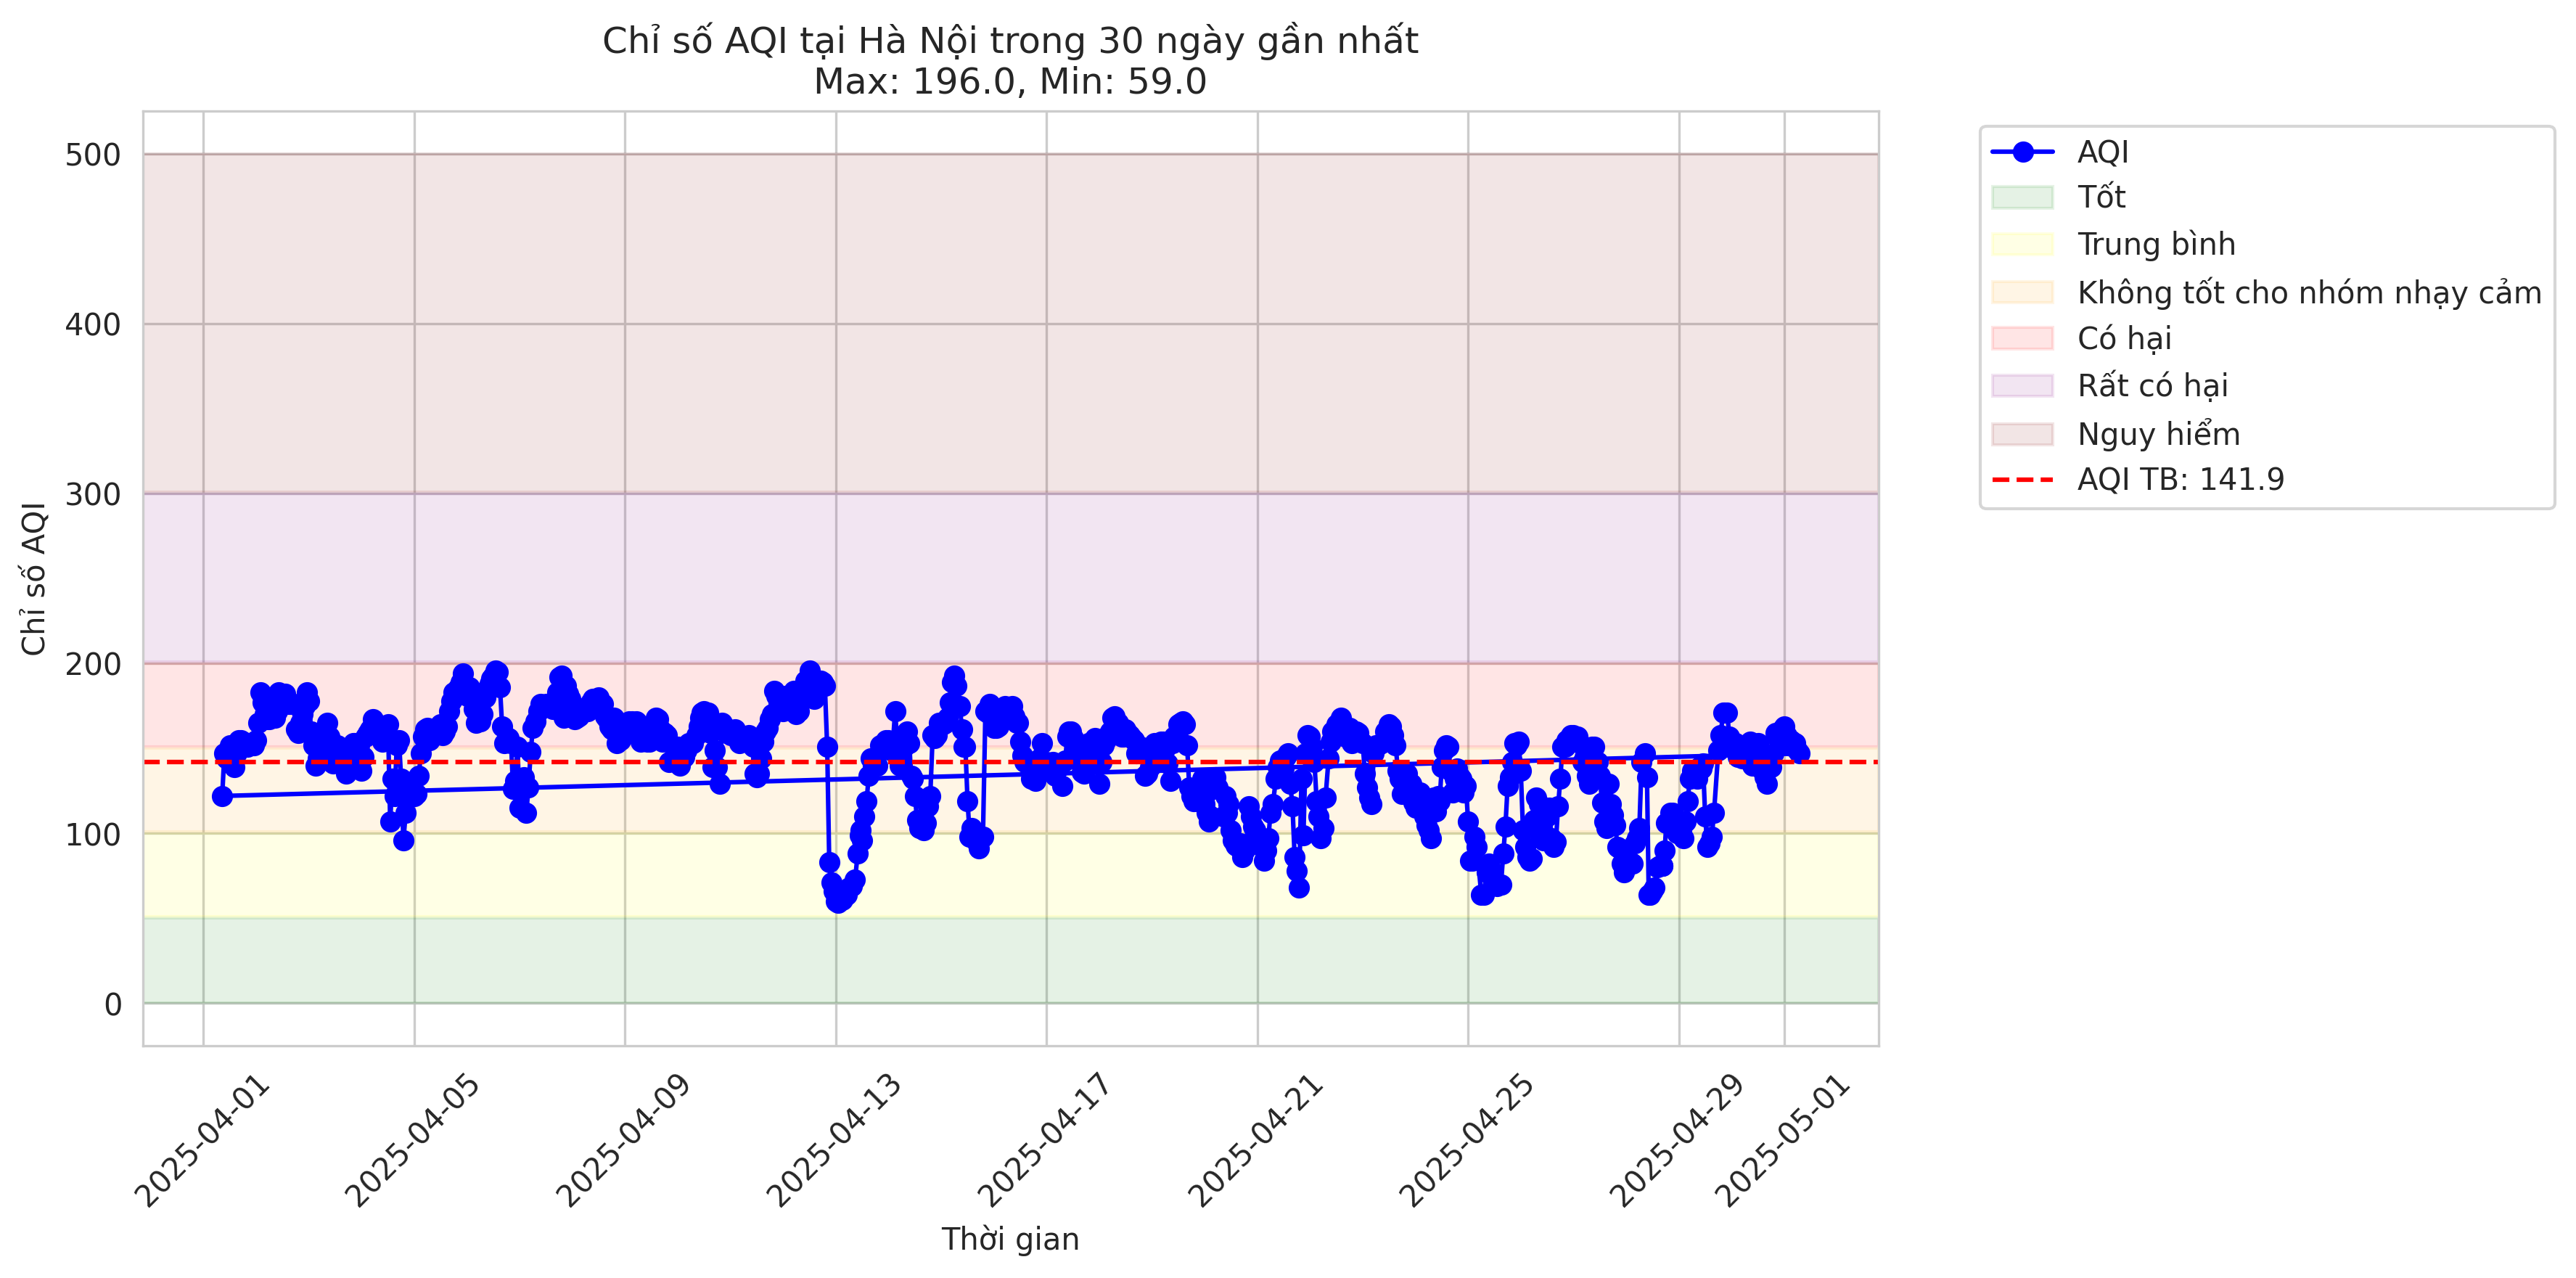 Chỉ số AQI tại Hà Nội trong 30 ngày gần nhất
Max: 196.0, Min: 59.0
Chỉ số AQI
500
400
300
200
100
0
2025-04-01
2025-04-05
2025-04-09
2025-04-13
2025-04-17
2025-04-21
2025-04-25
2025-04-29
2025-05-01
Thời gian
AQI
Tốt
Trung bình
Không tốt cho nhóm nhạy cảm
Có hại
Rất có hại
Nguy hiểm
AQI TB: 141.9